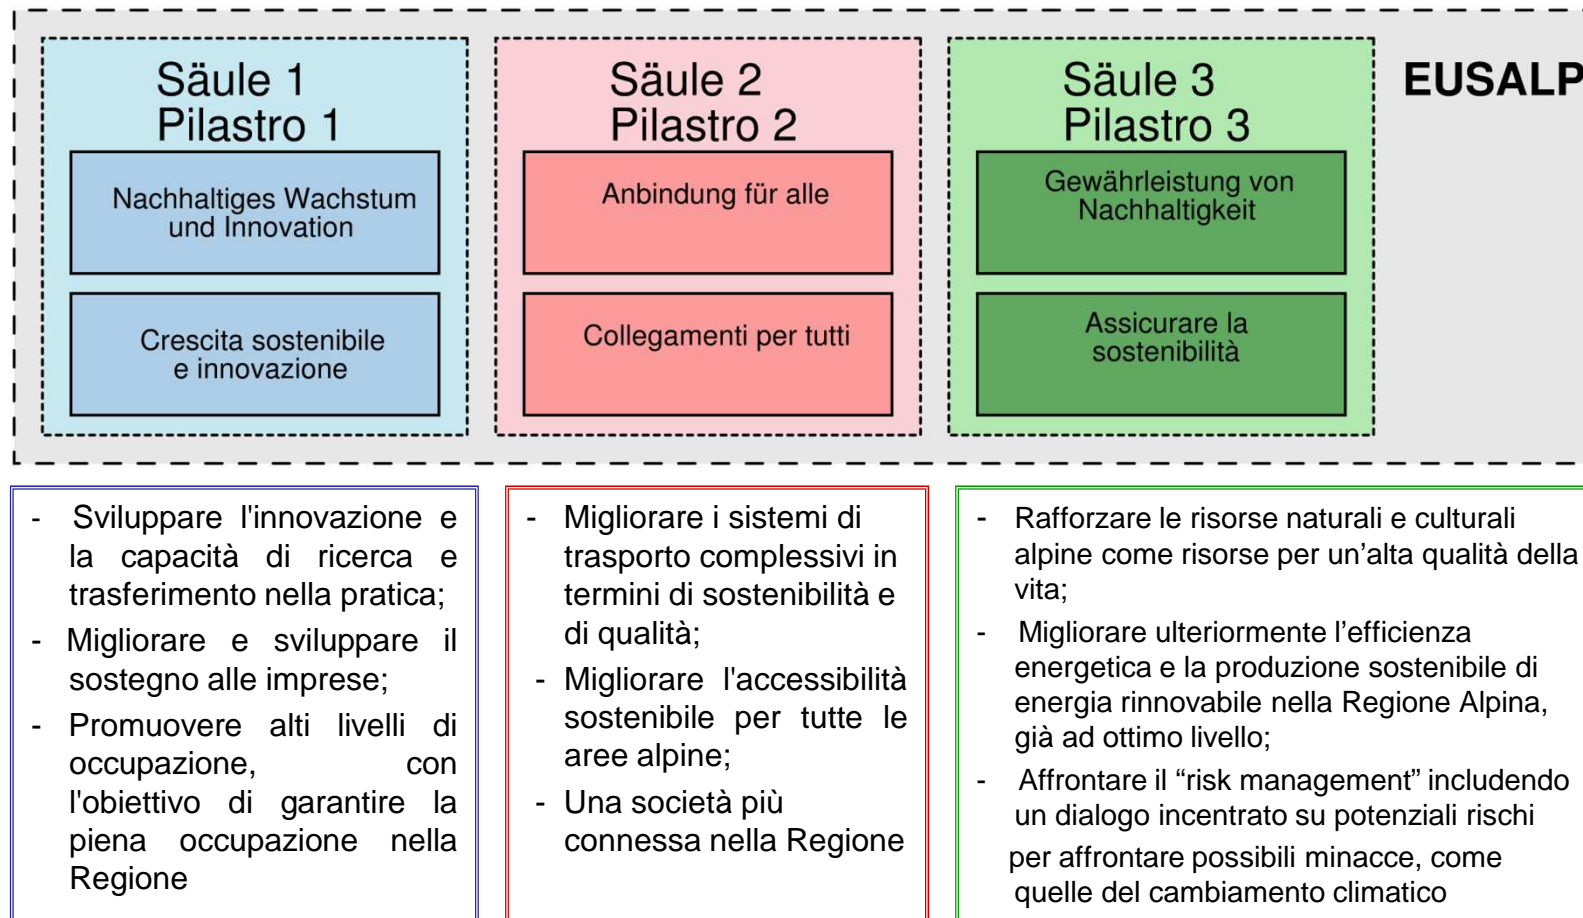 Säule 1
Pilastro 1
Nachhaltiges Wachstum
und Innovation
Crescita sostenibile
e innovazione
Säule 2
Pilastro 2
Anbindung für alle
Collegamenti per tutti
Säule 3
Pilastro 3
Gewährleistung von
Nachhaltigkeit
Assicurare la
sostenibilità
EUSALP
- Sviluppare l'innovazione e
la capacità di ricerca e
trasferimento nella pratica;
- Migliorare e sviluppare il
sostegno alle imprese;
- Promuovere alti livelli di
occupazione, con
l'obiettivo di garantire la
piena occupazione nella
Regione
- Migliorare i sistemi di
trasporto complessivi in
termini di sostenibilità e
di qualità;
- Migliorare l'accessibilità
sostenibile per tutte le
aree alpine;
- Una società più
connessa nella Regione
- Rafforzare le risorse naturali e culturali
alpine come risorse per un’alta qualità della
vita;
- Migliorare ulteriormente l’efficienza
energetica e la produzione sostenibile di
energia rinnovabile nella Regione Alpina,
già ad ottimo livello;
- Affrontare il “risk management” includendo
un dialogo incentrato su potenziali rischi
per affrontare possibili minacce, come
quelle del cambiamento climatico